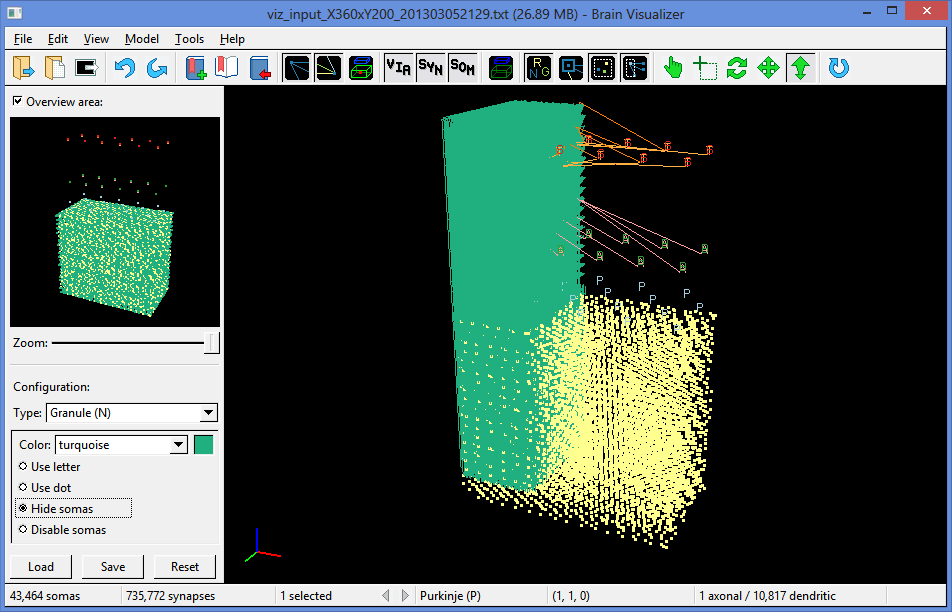 viz_input_X360xY200_201303052129.txt (26.89 MB) - Brain Visualizer
File Edit View Model Tools Help
VIA SYN SOM R N G
Overview area:
Zoom:
Configuration:
Type: Granule (N)
Color: turquoise
Use letter
Use dot
Hide somas
Disable somas
Load Save Reset
A A A A
A A A
P P P P P P
43,464 somas 735,772 synapses 1 selected Purkinje (P) (1, 1, 0) 1 axonal / 10,817 dendritic